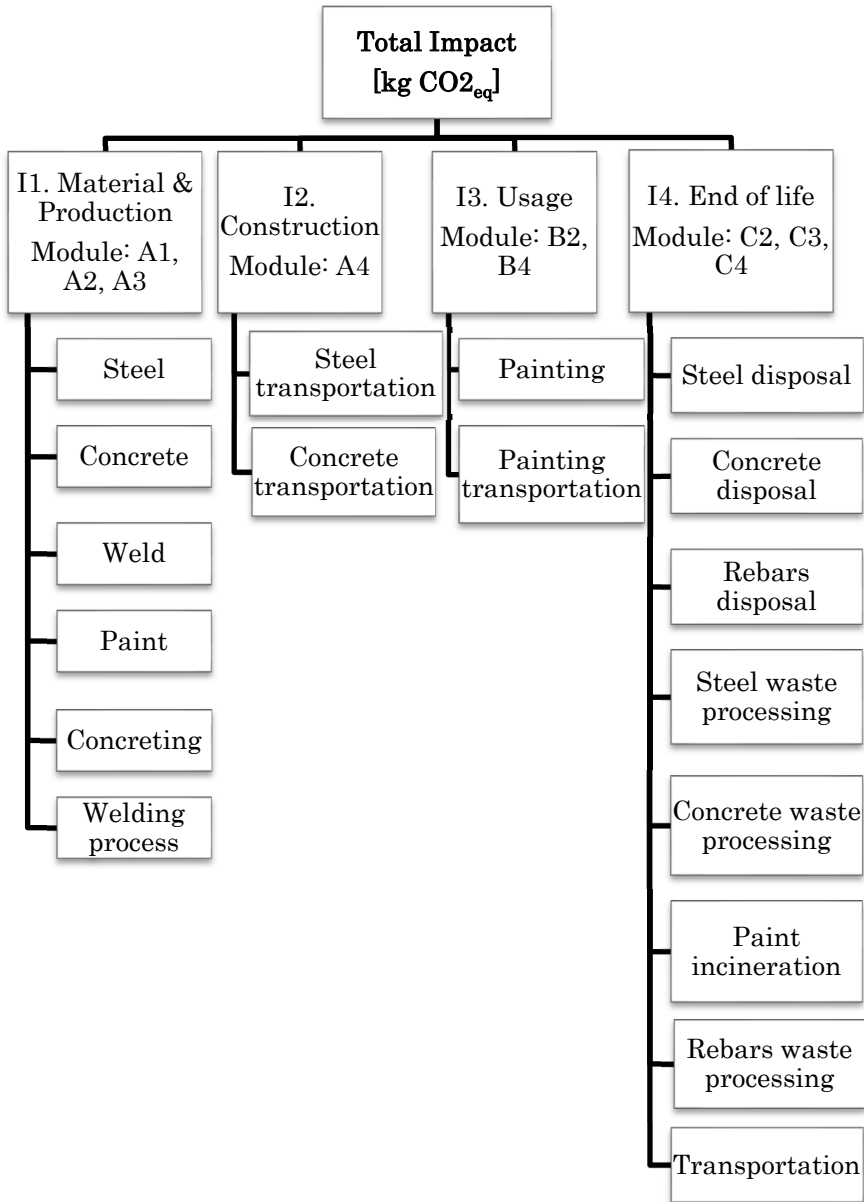 Total Impact
[kg CO2eq]
I1. Material &
Production
Module: A1,
A2, A3
Steel
Concrete
Weld
Paint
Concreting
Welding
process
I2.
Construction
Module: A4
Steel
transportation
Concrete
transportation
I3. Usage
Module: B2,
B4
Painting
Painting
transportation
I4. End of life
Module: C2, C3,
C4
Steel disposal
Concrete
disposal
Rebars
disposal
Steel waste
processing
Concrete waste
processing
Paint
incineration
Rebars waste
processing
Transportation